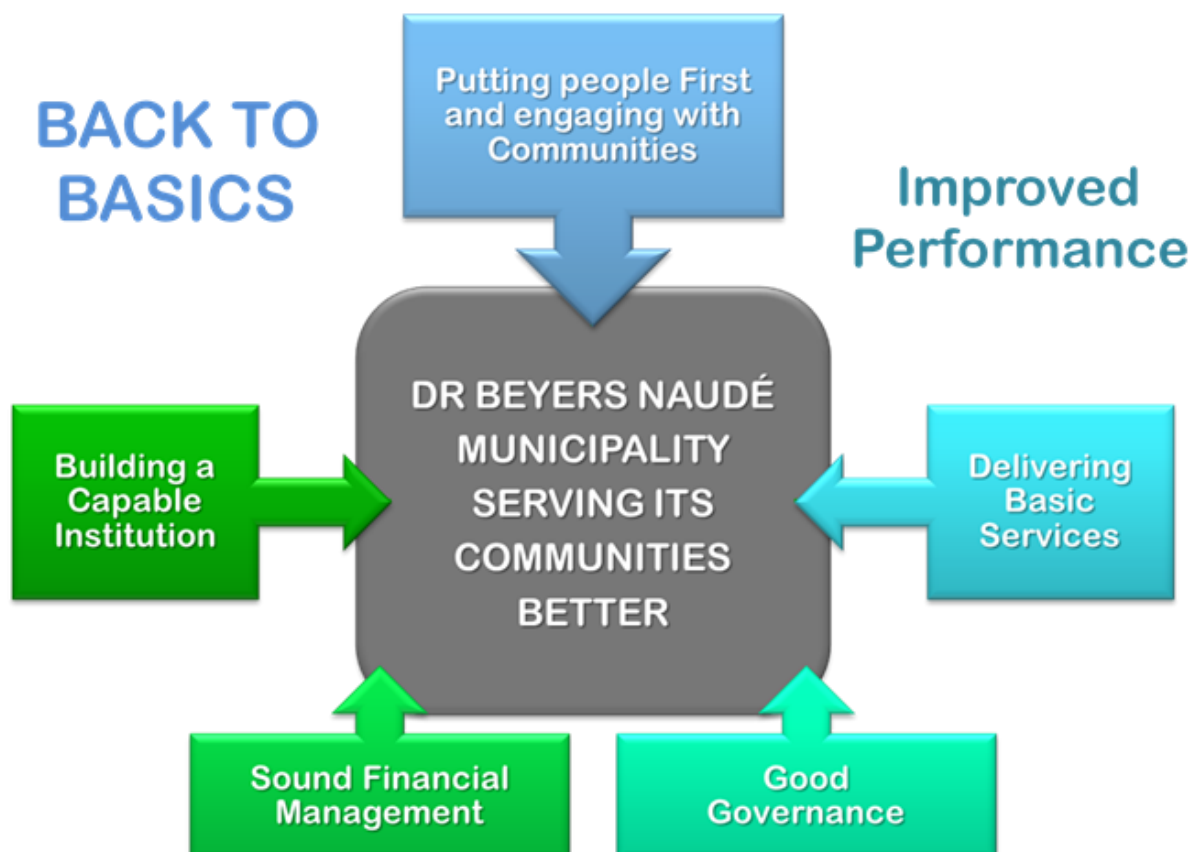 BACK TO
BASICS
Putting people First
and engaging with
Communities
Improved
Performance
DR BEYERS NAUDÉ
MUNICIPALITY
SERVING ITS
COMMUNITIES
BETTER
Building a
Capable
Institution
Delivering
Basic
Services
Sound Financial
Management
Good
Governance